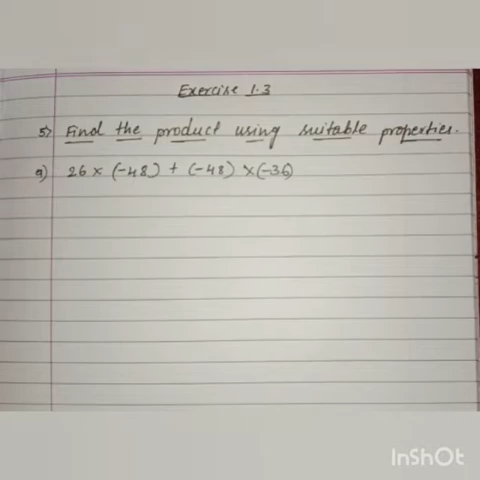 Exercise 1.3
5> Find the product using suitable properties.
a) 26 × (-48) + (-48) × (-36)
InShOt